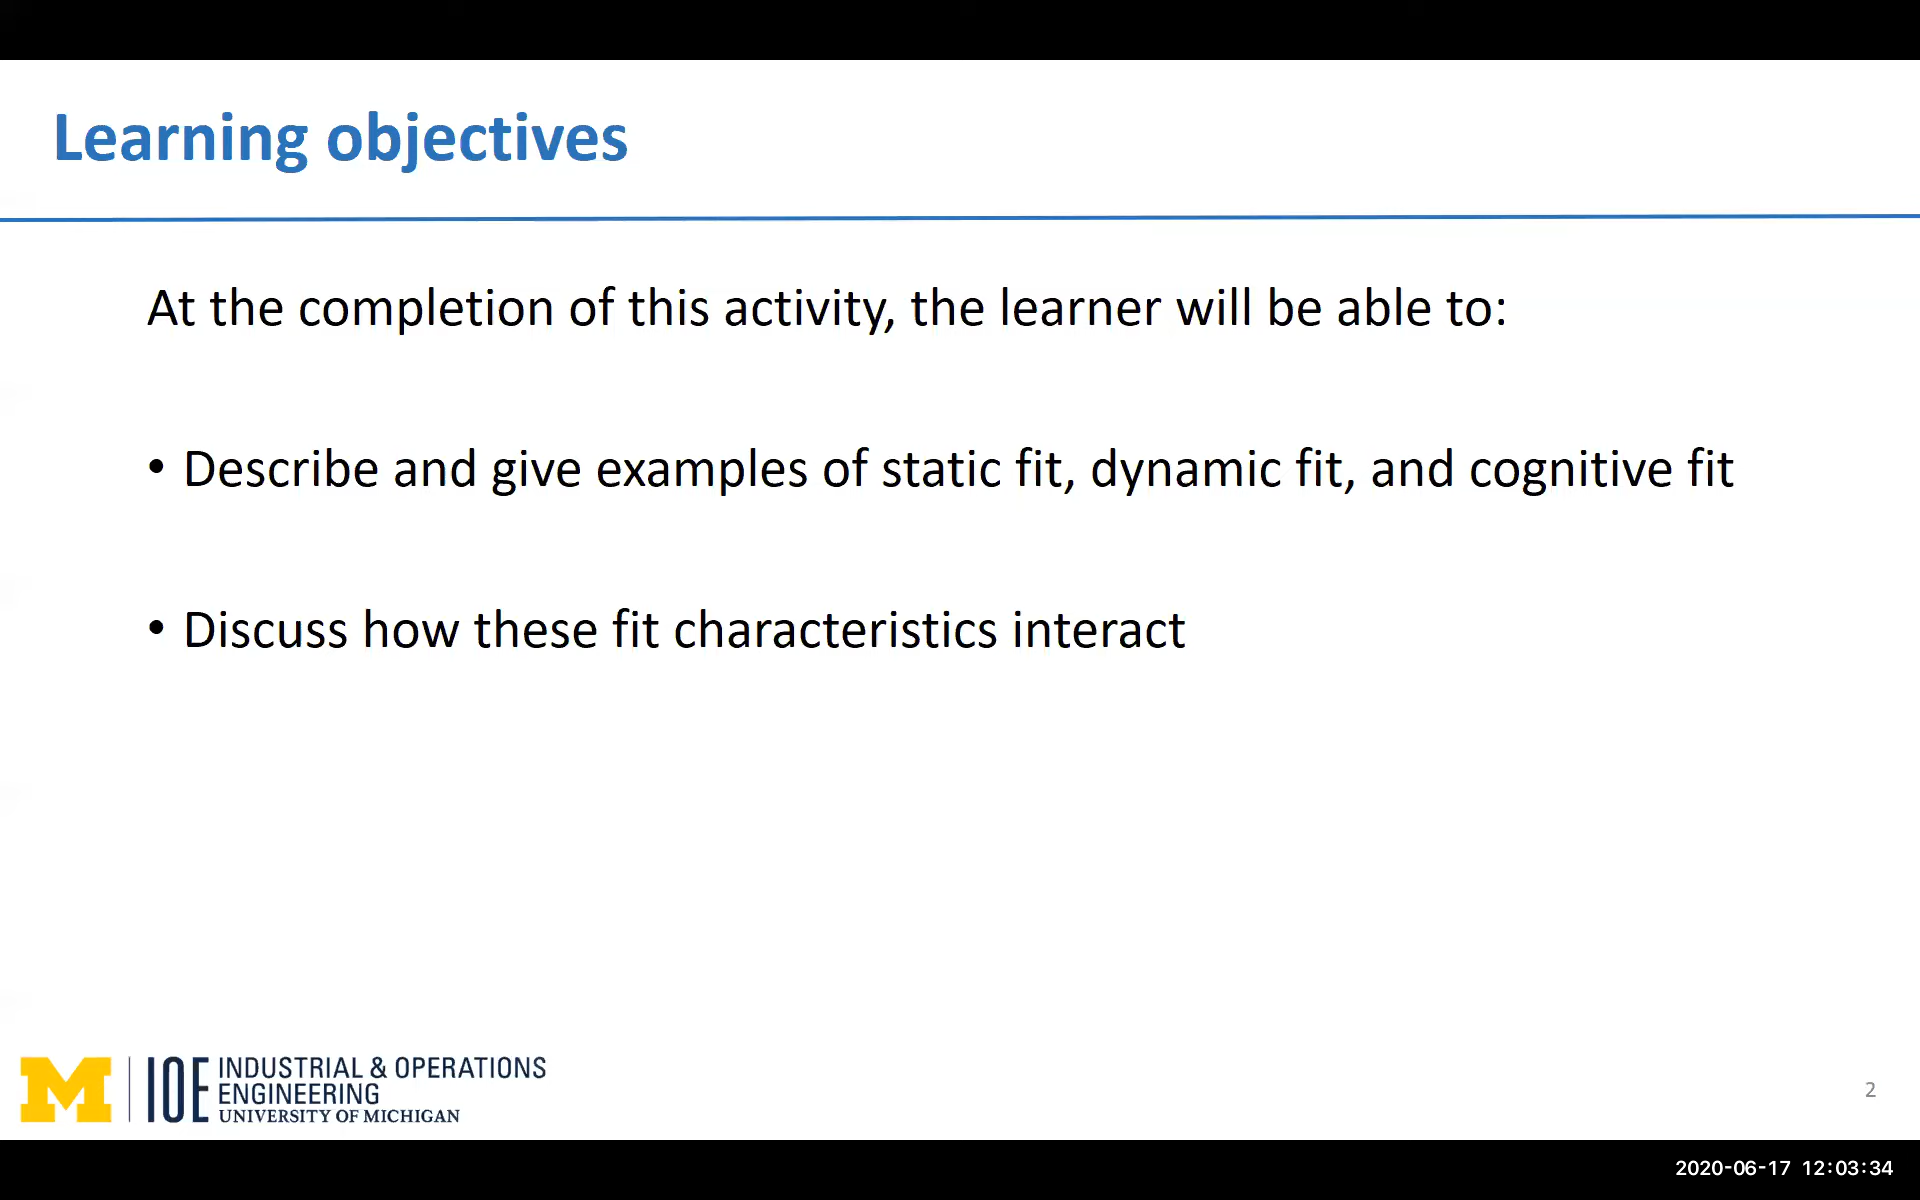 Learning objectives
At the completion of this activity, the learner will be able to:
• Describe and give examples of static fit, dynamic fit, and cognitive fit
• Discuss how these fit characteristics interact
M IOE INDUSTRIAL & OPERATIONS
ENGINEERING
UNIVERSITY OF MICHIGAN
2
2020-06-17 12:03:34